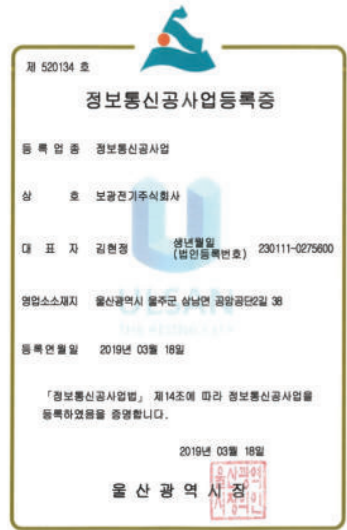 제 520134 호
정보통신공사업등록증
등 록 업 종 정보통신공사업
상 호 보광전기주식회사
대 표 자 김현정 생년월일 (법인등록번호) 230111-0275600
영업소소재지 울산광역시 울주군 삼남면 공암공단2길 38
등록연월일 2019년 03월 18일
「정보통신공사업법」 제14조에 따라 정보통신공사업을
등록하였음을 증명합니다.
2019년 03월 18일
울 산 광 역 시 장
ULSAN